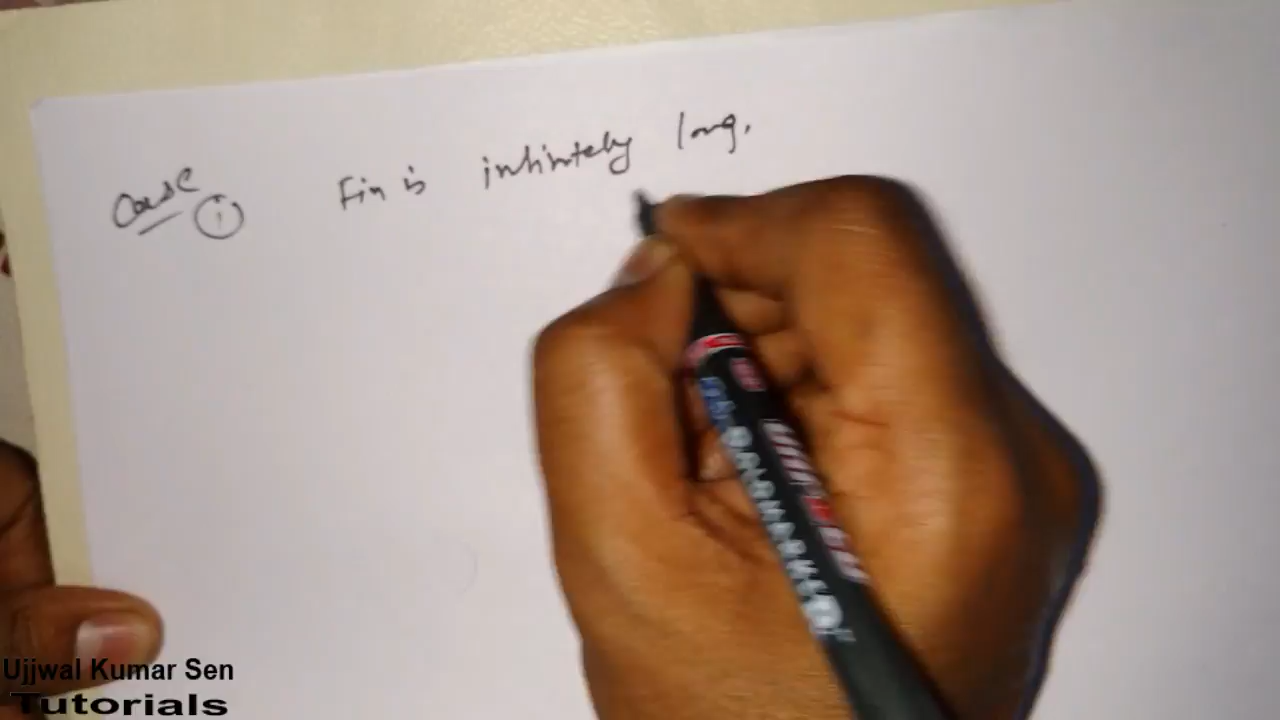 Case ① Fin is infinitely long.
Ujjwal Kumar Sen
Tutorials